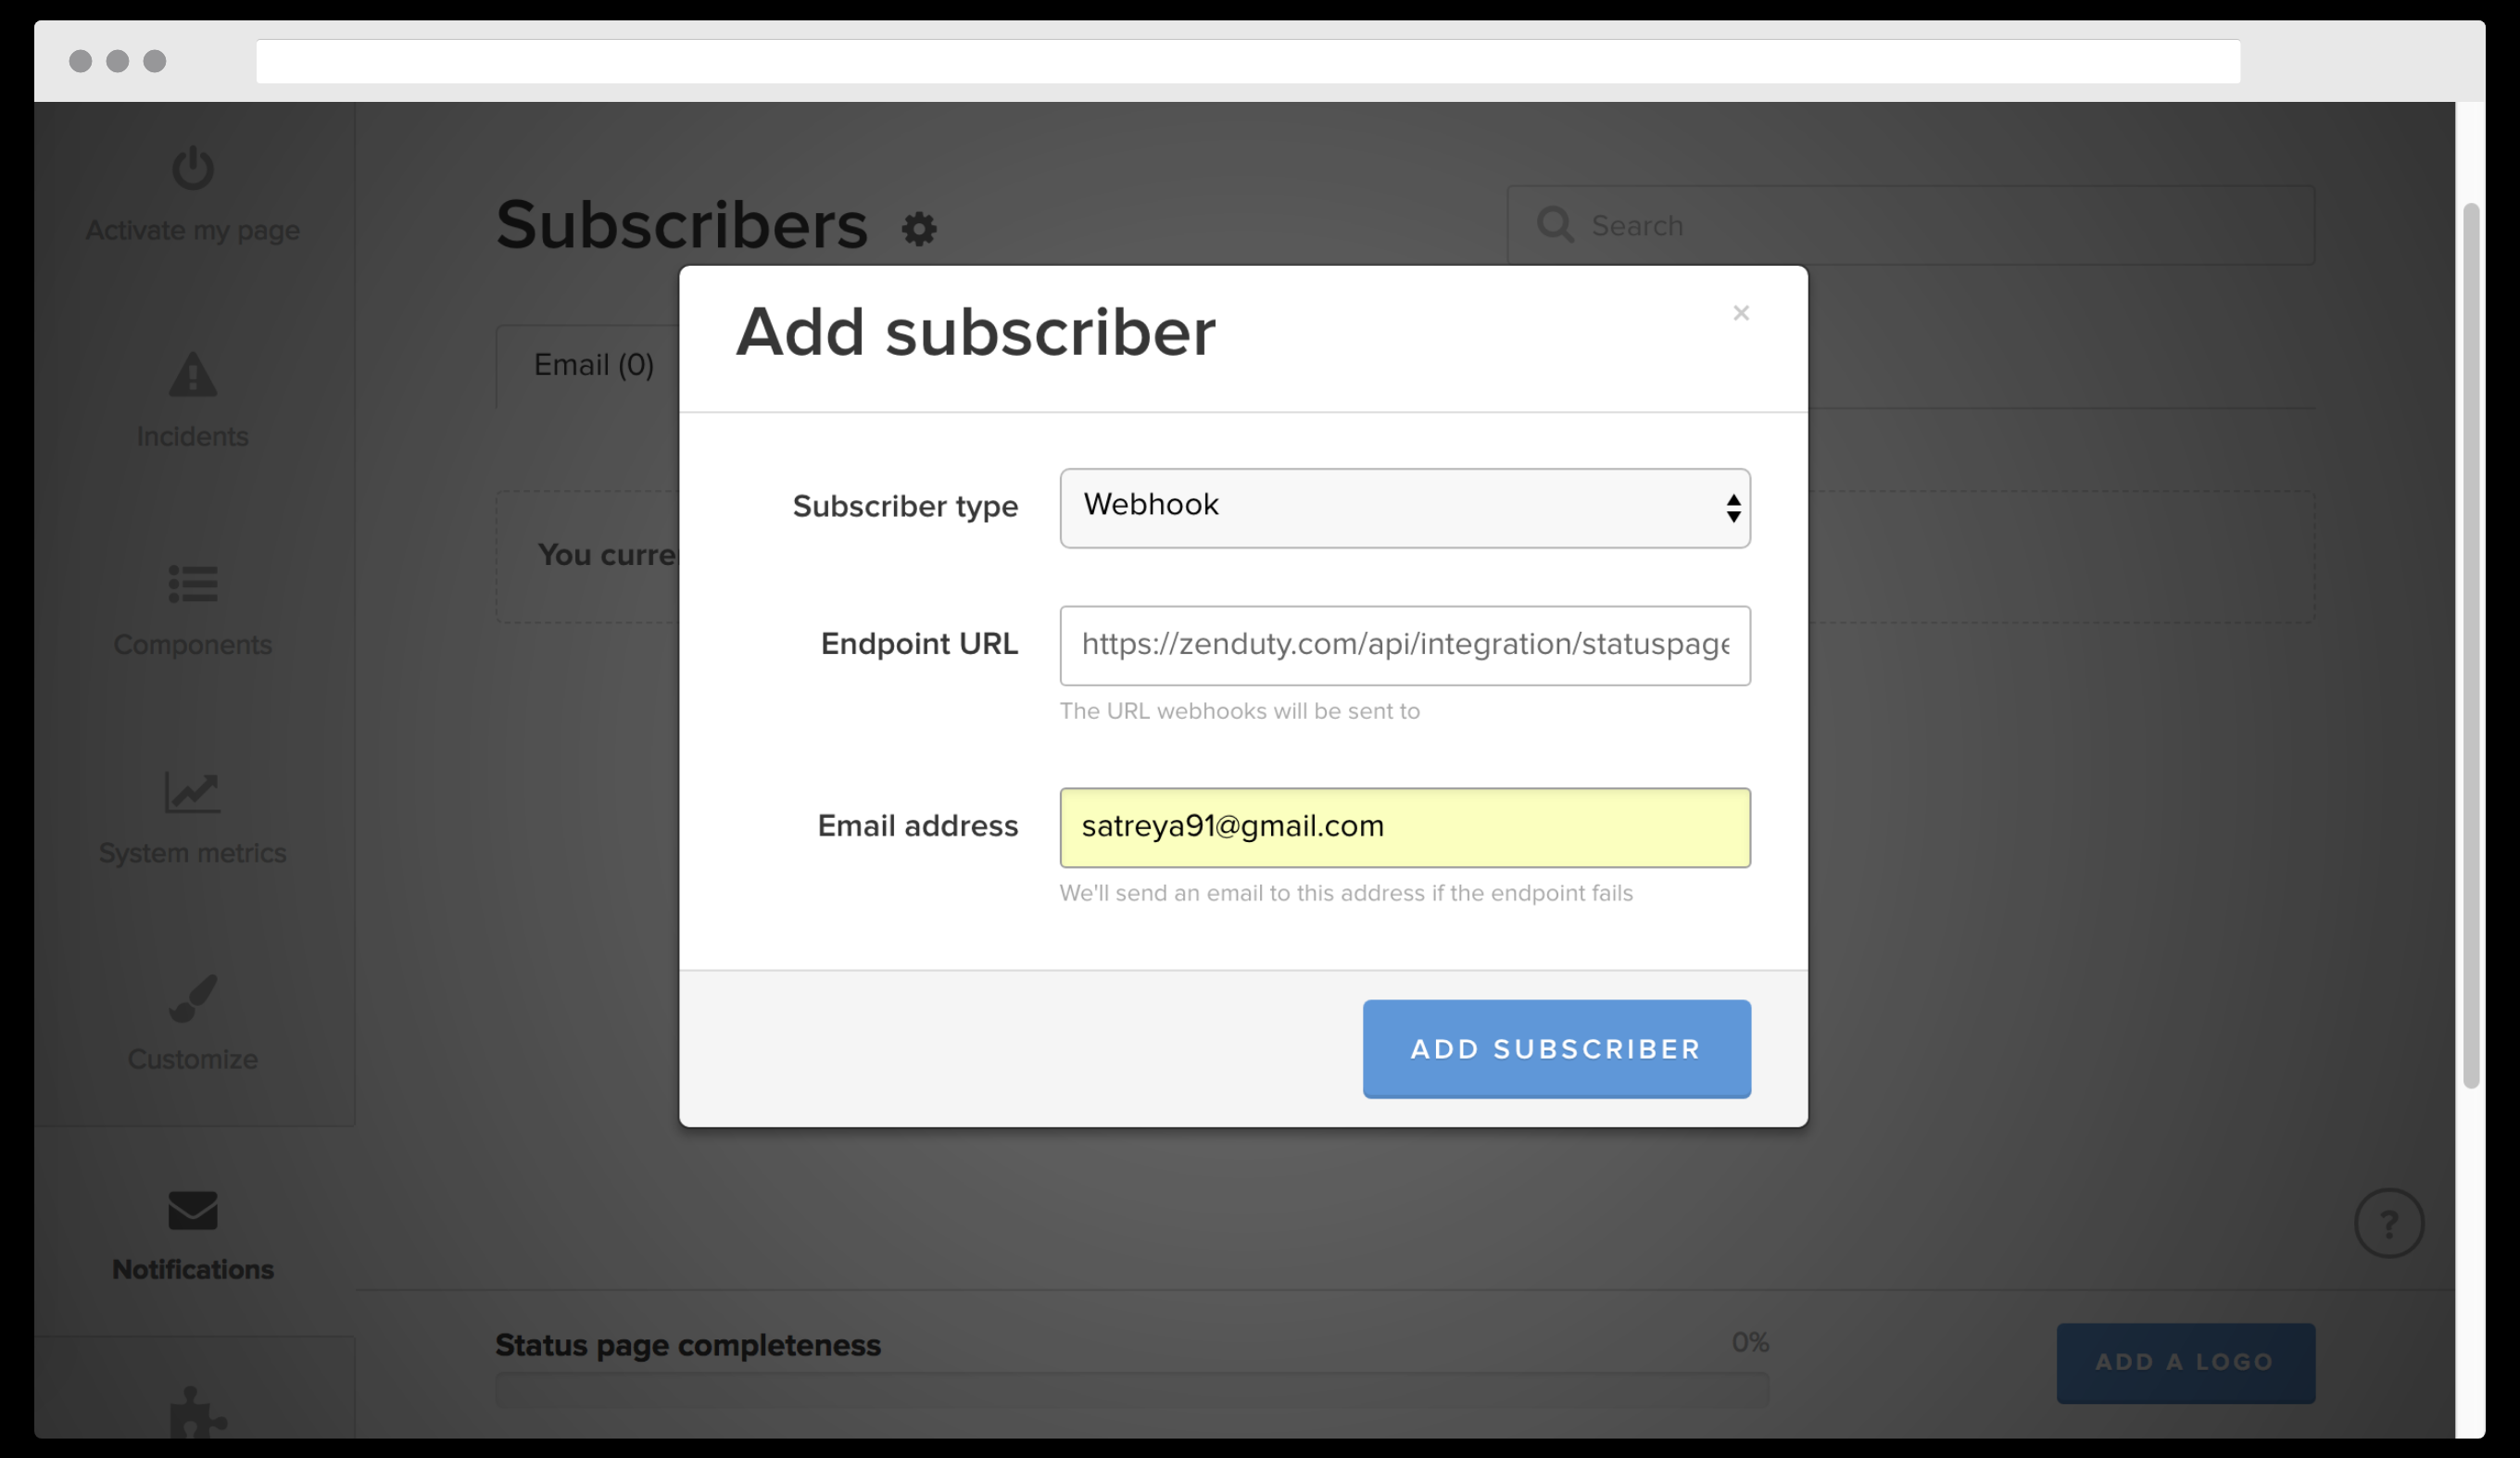 Activate my page
Subscribers
Search
Add subscriber
×
Email (0)
Incidents
Subscriber type
Webhook
You curre
Components
Endpoint URL
https://zenduty.com/api/integration/statuspage
The URL webhooks will be sent to
System metrics
Email address
satreya91@gmail.com
We'll send an email to this address if the endpoint fails
Customize
ADD SUBSCRIBER
?
Notifications
Status page completeness
0%
ADD A LOGO